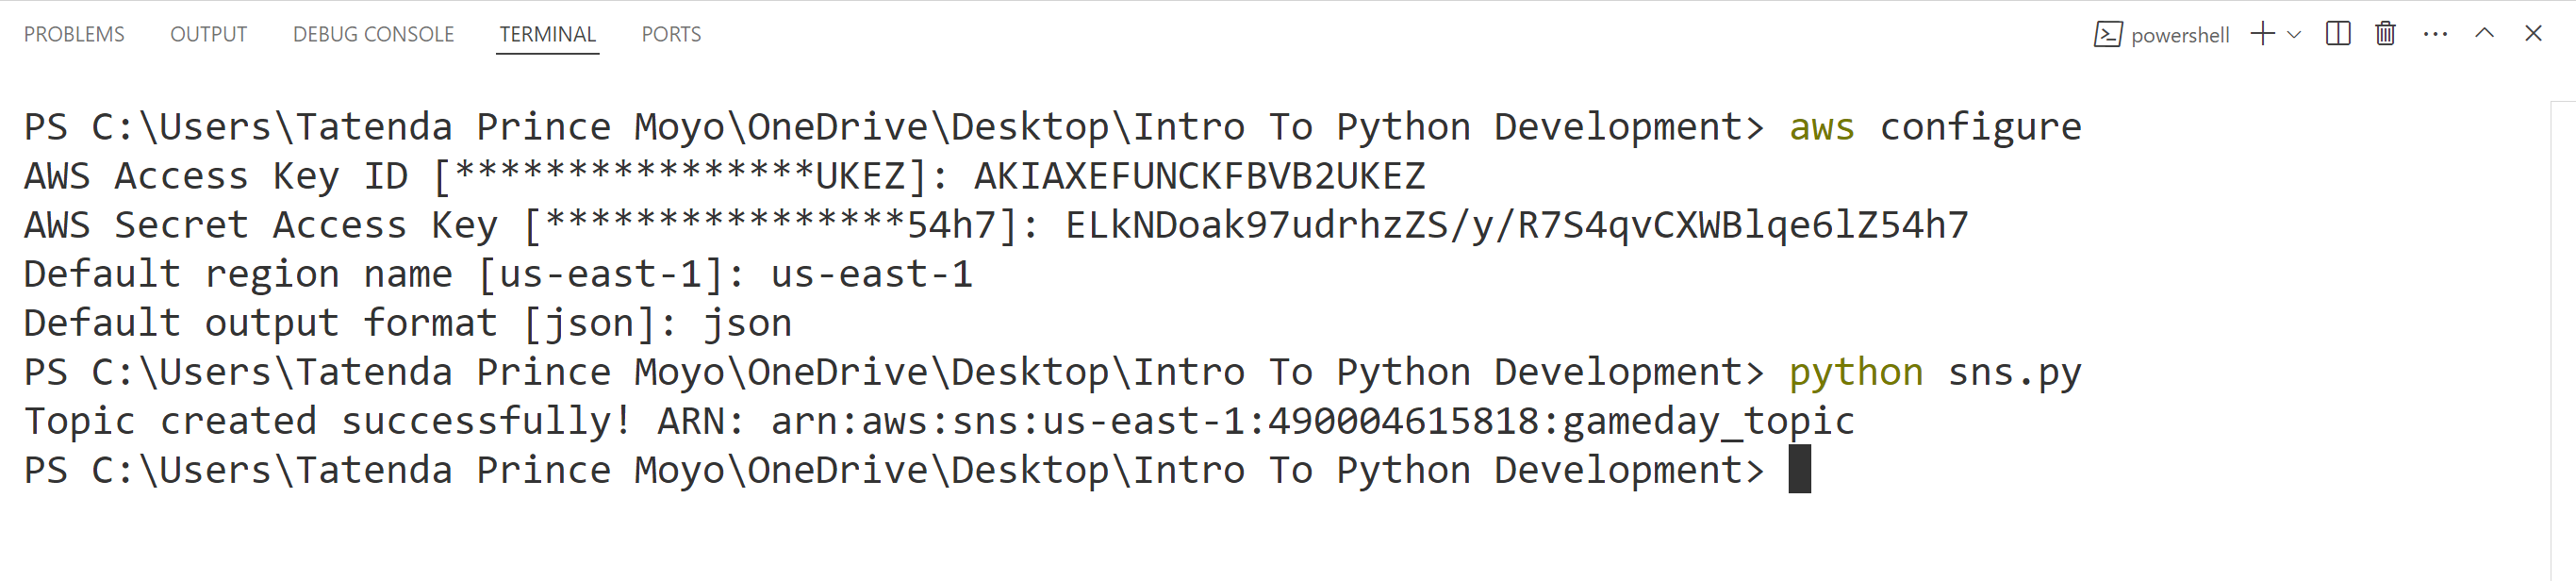 PROBLEMS OUTPUT DEBUG CONSOLE TERMINAL PORTS powershell
PS C:\Users\Tatenda Prince Moyo\OneDrive\Desktop\Intro To Python Development> aws configure
AWS Access Key ID [****************UKEZ]: AKIAXEFUNCKFBVB2UKEZ
AWS Secret Access Key [****************54h7]: 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
Default region name [us-east-1]: us-east-1
Default output format [json]: json
PS C:\Users\Tatenda Prince Moyo\OneDrive\Desktop\Intro To Python Development> python sns.py
Topic created successfully! ARN: arn:aws:sns:us-east-1:490004615818:gameday_topic
PS C:\Users\Tatenda Prince Moyo\OneDrive\Desktop\Intro To Python Development>